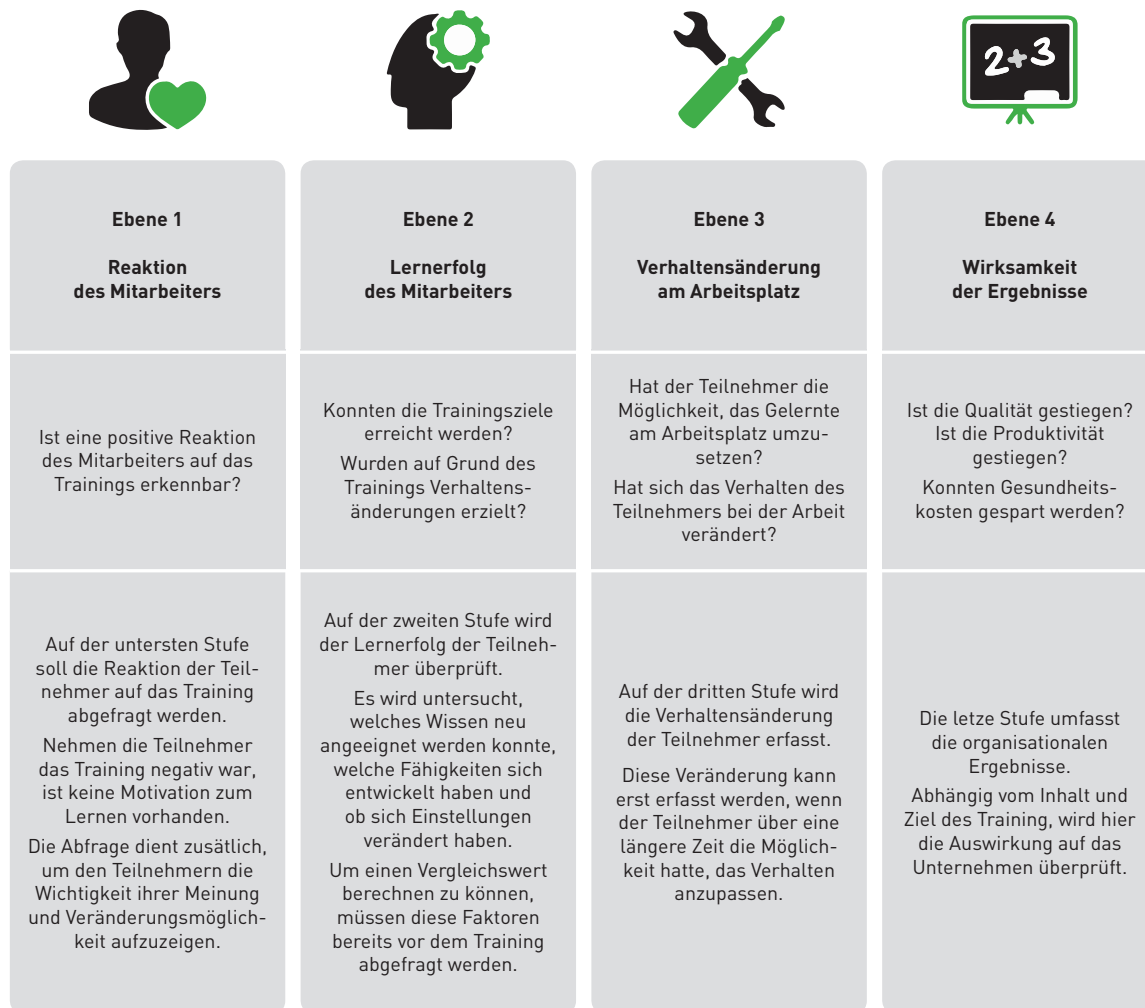 2+3
Ebene 1
Reaktion
des Mitarbeiters
Ist eine positive Reaktion
des Mitarbeiters auf das
Trainings erkennbar?
Auf der untersten Stufe
soll die Reaktion der Teil-
nehmer auf das Training
abgefragt werden.
Nehmen die Teilnehmer
das Training negativ war,
ist keine Motivation zum
Lernen vorhanden.
Die Abfrage dient zusätlich,
um den Teilnehmern die
Wichtigkeit ihrer Meinung
und Veränderungsmöglich-
keit aufzuzeigen.
Ebene 2
Lernerfolg
des Mitarbeiters
Konnten die Trainingsziele
erreicht werden?
Wurden auf Grund des
Trainings Verhaltens-
änderungen erzielt?
Auf der zweiten Stufe wird
der Lernerfolg der Teilneh-
mer überprüft.
Es wird untersucht,
welches Wissen neu
angeeignet werden konnte,
welche Fähigkeiten sich
entwickelt haben und
ob sich Einstellungen
verändert haben.
Um einen Vergleichswert
berechnen zu können,
müssen diese Faktoren
bereits vor dem Training
abgefragt werden.
Ebene 3
Verhaltensänderung
am Arbeitsplatz
Hat der Teilnehmer die
Möglichkeit, das Gelernte
am Arbeitsplatz umzu-
setzen?
Hat sich das Verhalten des
Teilnehmers bei der Arbeit
verändert?
Auf der dritten Stufe wird
die Verhaltensänderung
der Teilnehmer erfasst.
Diese Veränderung kann
erst erfasst werden, wenn
der Teilnehmer über eine
längere Zeit die Möglich-
keit hatte, das Verhalten
anzupassen.
Ebene 4
Wirksamkeit
der Ergebnisse
Ist die Qualität gestiegen?
Ist die Produktivität
gestiegen?
Konnten Gesundheits-
kosten gespart werden?
Die letze Stufe umfasst
die organisationalen
Ergebnisse.
Abhängig vom Inhalt und
Ziel des Training, wird hier
die Auswirkung auf das
Unternehmen überprüft.